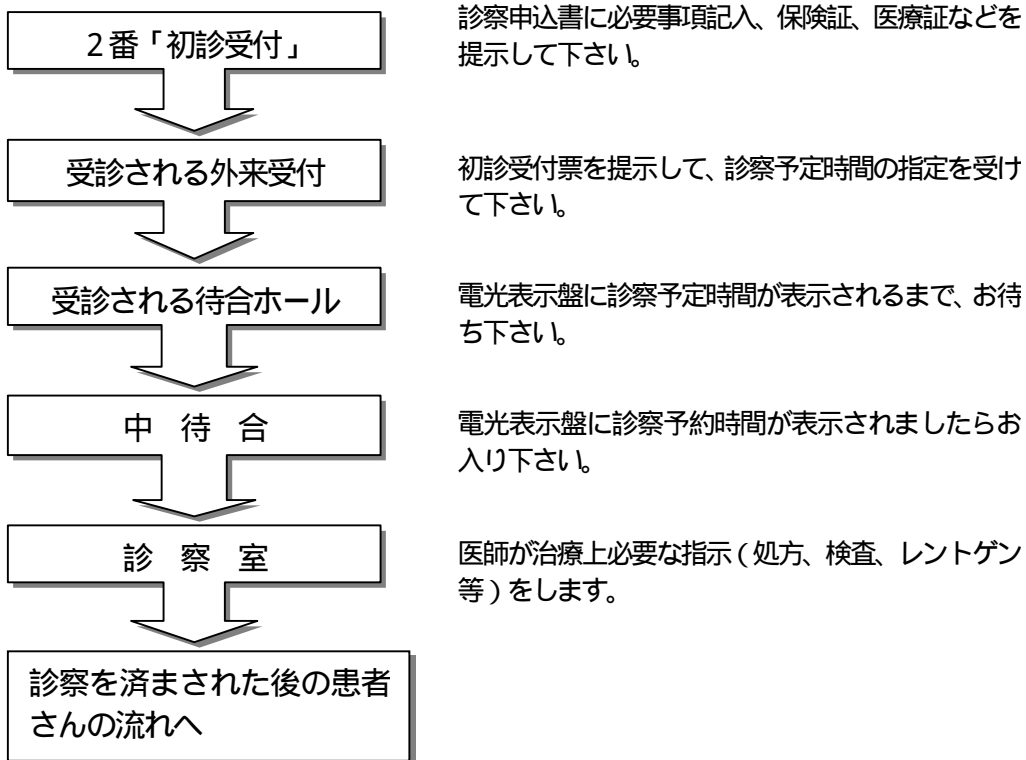 2番「初診受付」
診察申込書に必要事項記入、保険証、医療証などを
提示して下さい。
受診される外来受付
初診受付票を提示して、診察予定時間の指定を受け
て下さい。
受診される待合ホール
電光表示盤に診察予定時間が表示されるまで、お待
ち下さい。
中 待 合
電光表示盤に診察予約時間が表示されましたらお
入り下さい。
診 察 室
医師が治療上必要な指示(処方、検査、レントゲン
等)をします。
診察を済まされた後の患者
さんの流れへ